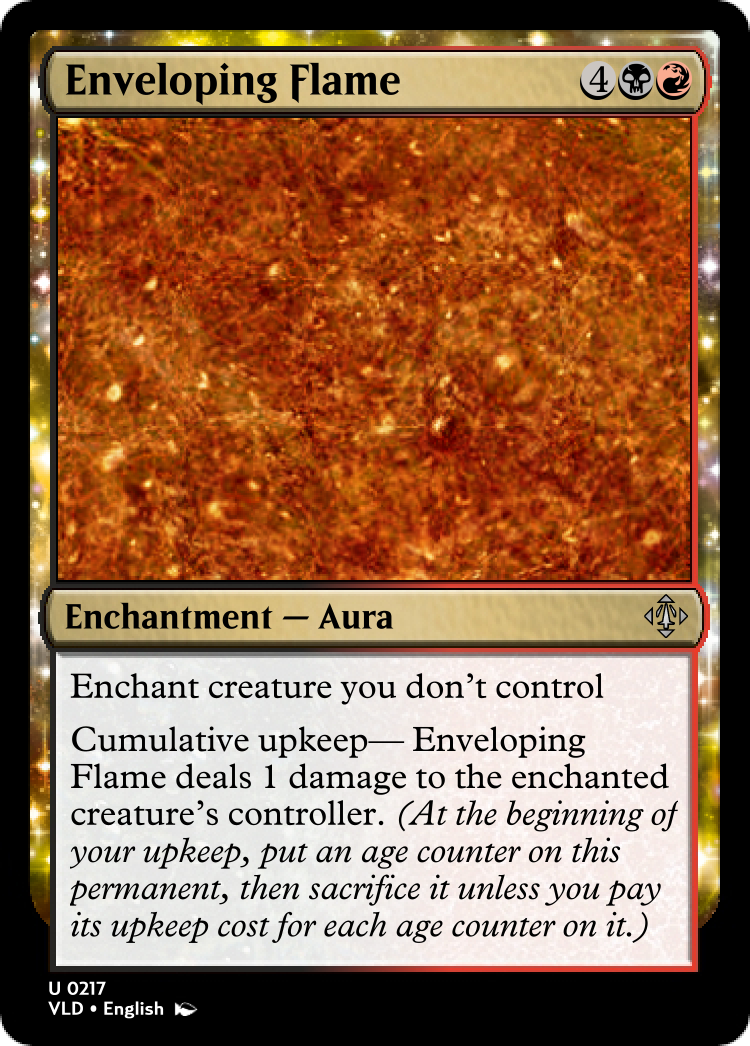 Enveloping Flame 4
Enchantment — Aura
Enchant creature you don't control
Cumulative upkeep— Enveloping
Flame deals 1 damage to the enchanted
creature's controller. (At the beginning of
your upkeep, put an age counter on this
permanent, then sacrifice it unless you pay
its upkeep cost for each age counter on it.)
U 0217
VLD • English